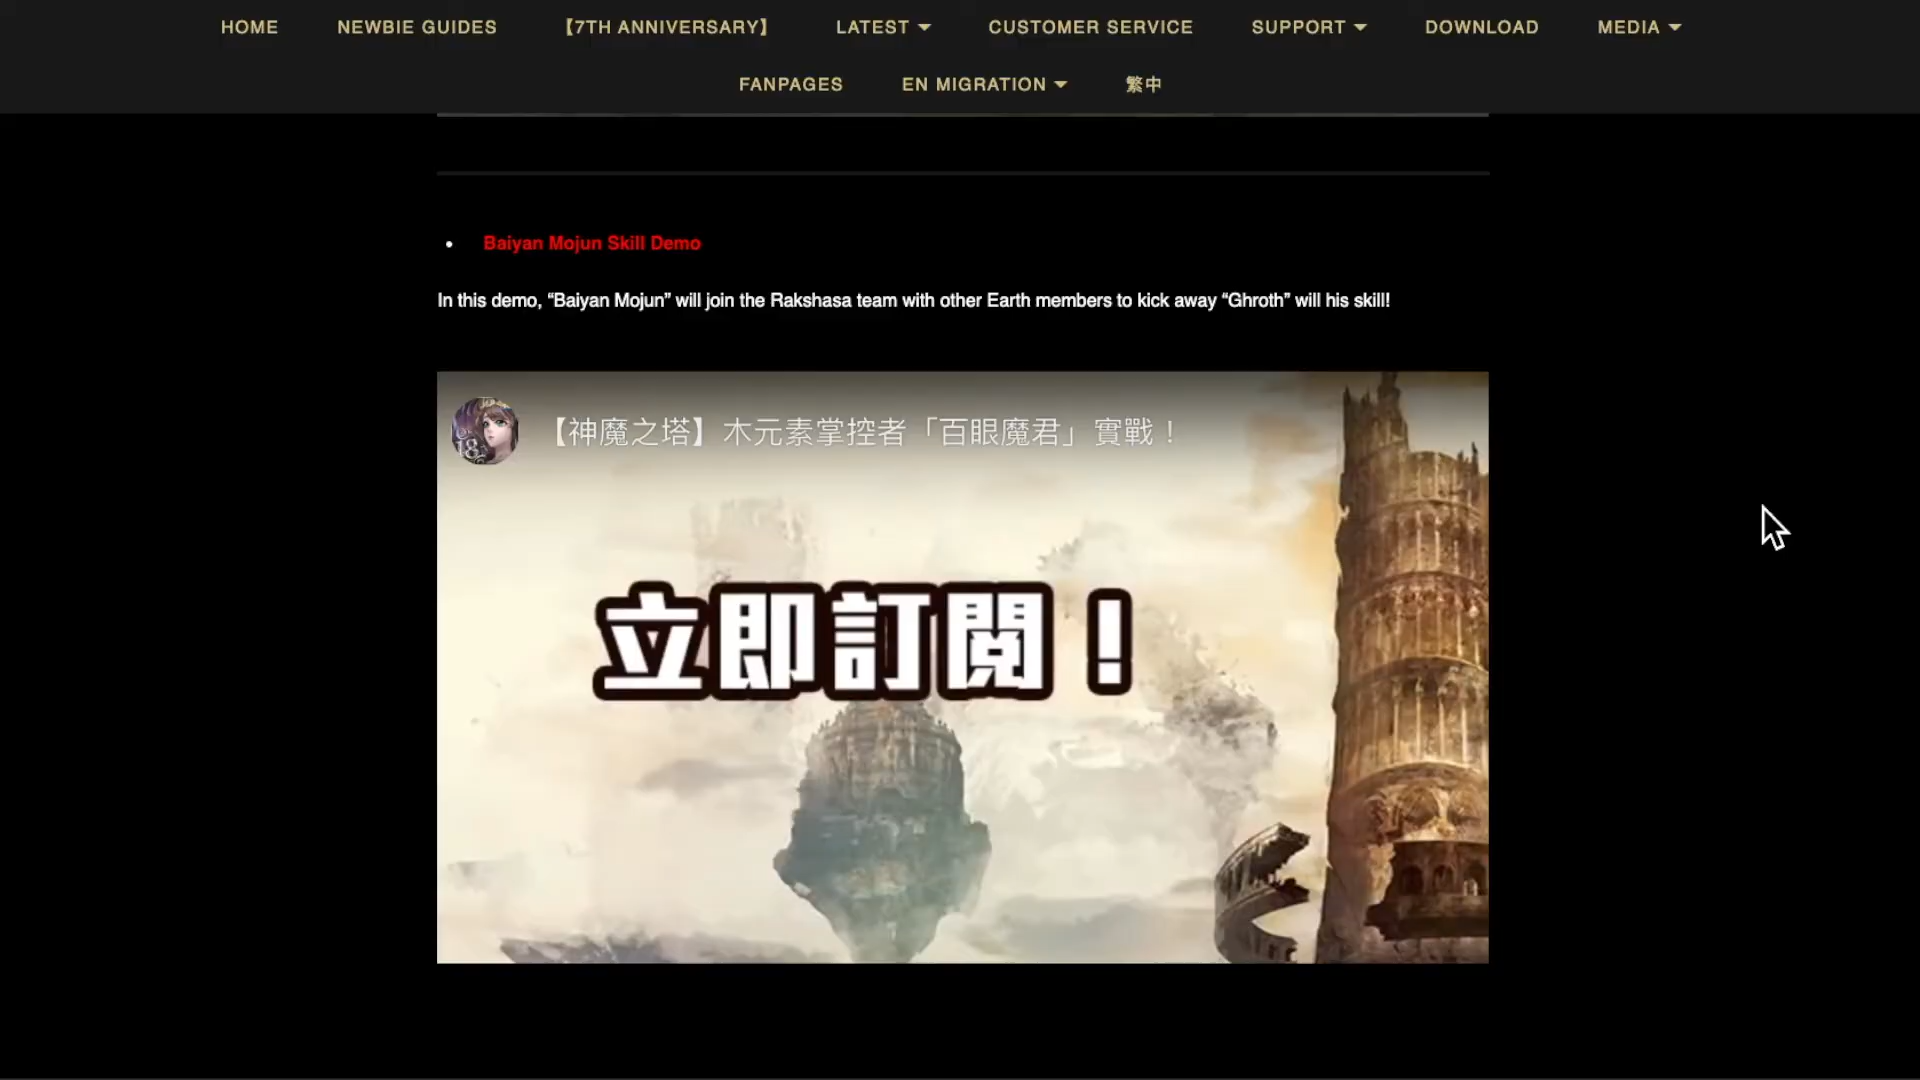 HOME NEWBIE GUIDES 【7TH ANNIVERSARY】 LATEST CUSTOMER SERVICE SUPPORT DOWNLOAD MEDIA
FANPAGES EN MIGRATION 繁中
Baiyan Mojun Skill Demo
In this demo, “Baiyan Mojun” will join the Rakshasa team with other Earth members to kick away “Ghroth” will his skill!
18
【神魔之塔】木元素掌控者「百眼魔君」實戰！
立即訂閱！